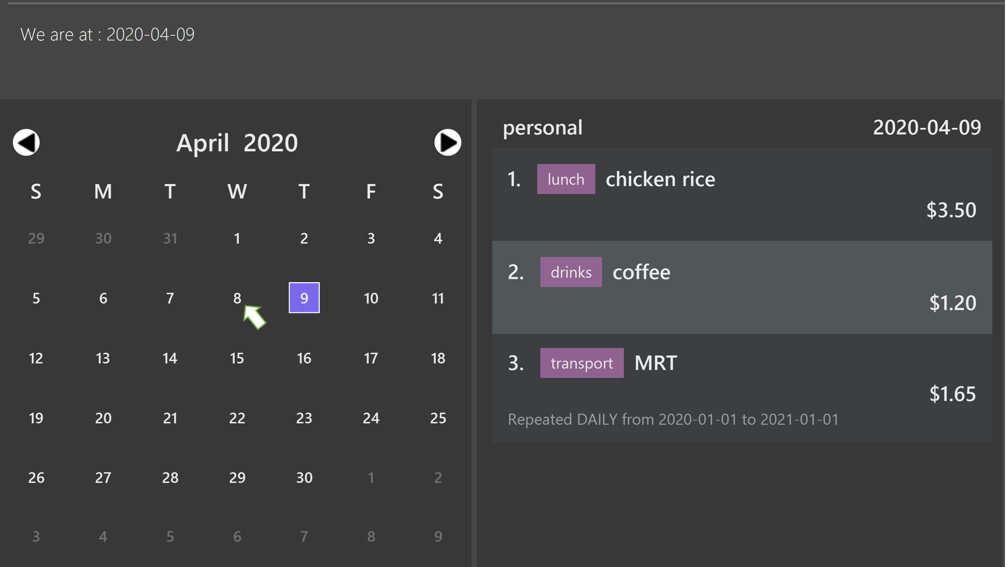 We are at : 2020-04-09
April 2020
S M T W T F S
29 30 31 1 2 3 4
5 6 7 8 9 10 11
12 13 14 15 16 17 18
19 20 21 22 23 24 25
26 27 28 29 30 1 2
3 4 5 6 7 8 9
personal 2020-04-09
1. lunch chicken rice
$3.50
2. drinks coffee
$1.20
3. transport MRT
$1.65
Repeated DAILY from 2020-01-01 to 2021-01-01